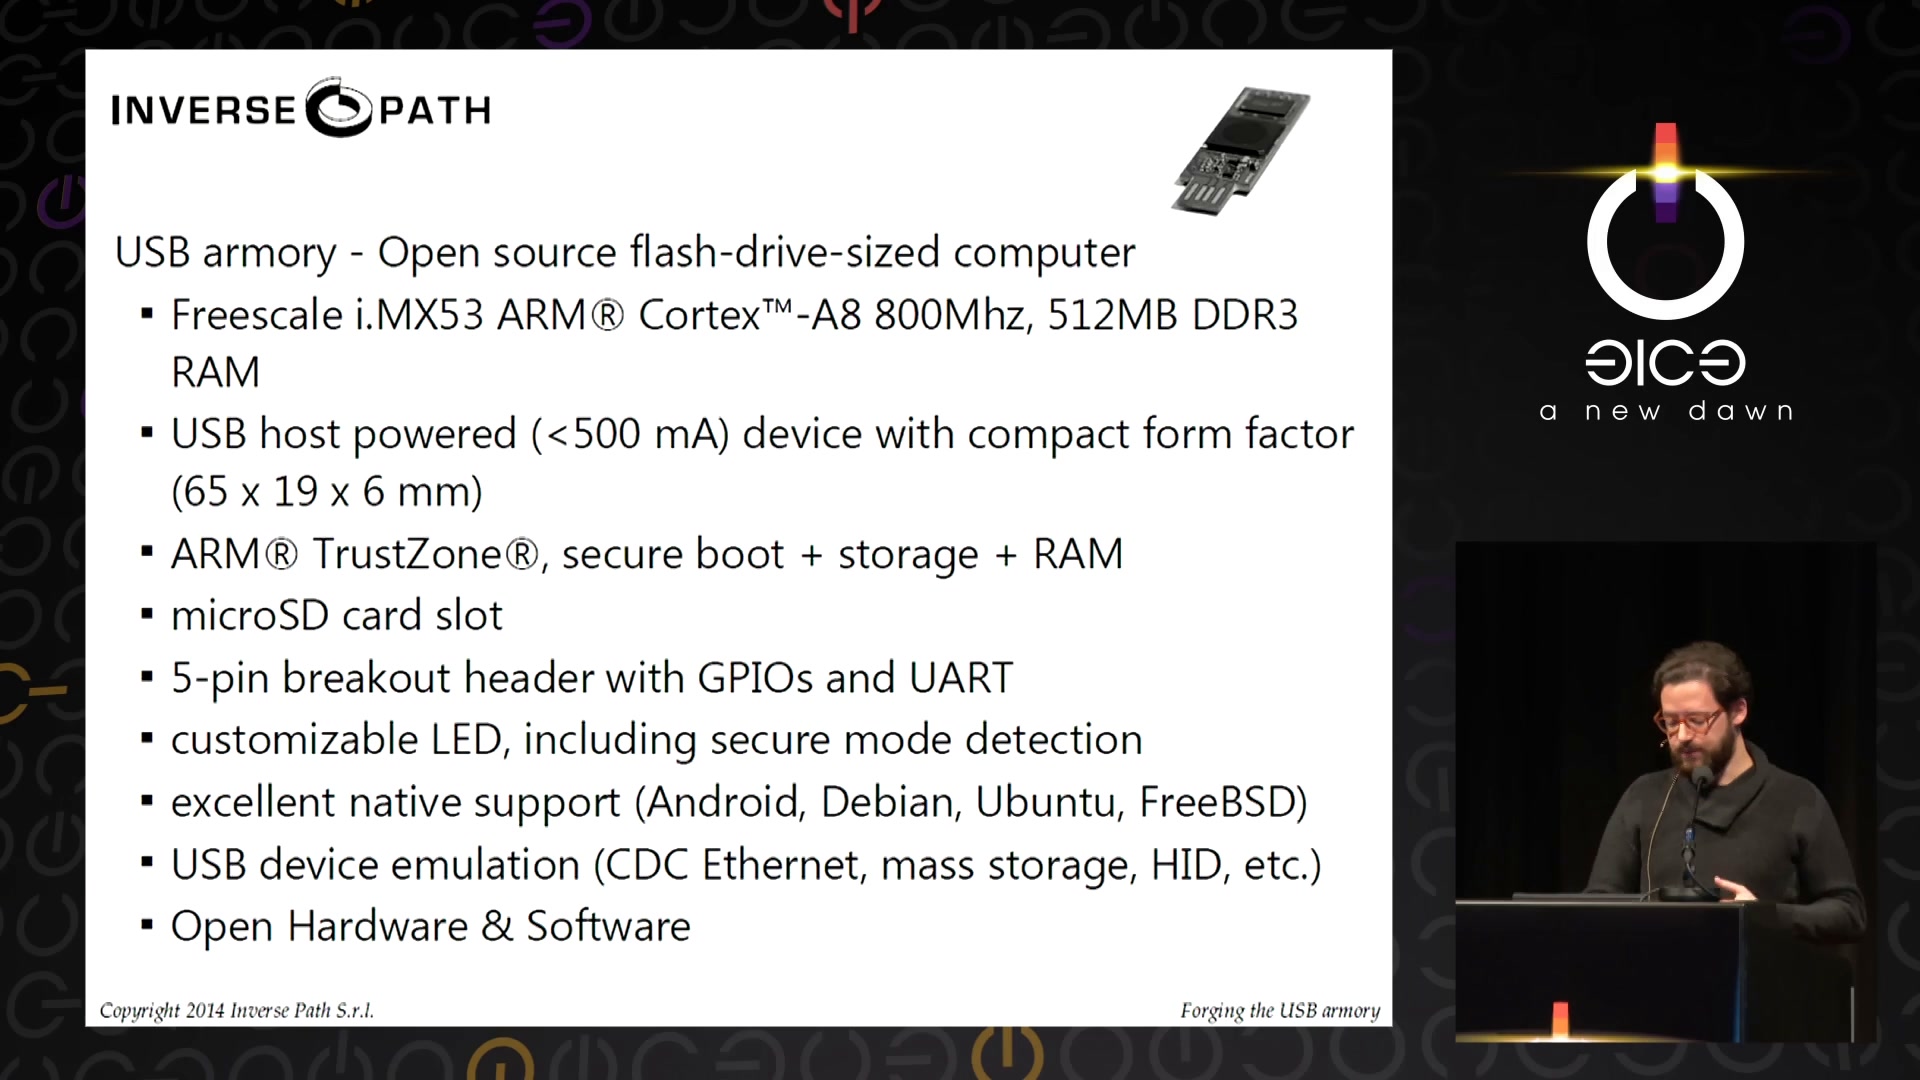 INVERSE PATH
USB armory - Open source flash-drive-sized computer
▪ Freescale i.MX53 ARM® Cortex™-A8 800Mhz, 512MB DDR3
RAM
▪ USB host powered (<500 mA) device with compact form factor
(65 x 19 x 6 mm)
▪ ARM® TrustZone®, secure boot + storage + RAM
▪ microSD card slot
▪ 5-pin breakout header with GPIOs and UART
▪ customizable LED, including secure mode detection
▪ excellent native support (Android, Debian, Ubuntu, FreeBSD)
▪ USB device emulation (CDC Ethernet, mass storage, HID, etc.)
▪ Open Hardware & Software
Copyright 2014 Inverse Path S.r.l.
Forging the USB armory
a new dawn